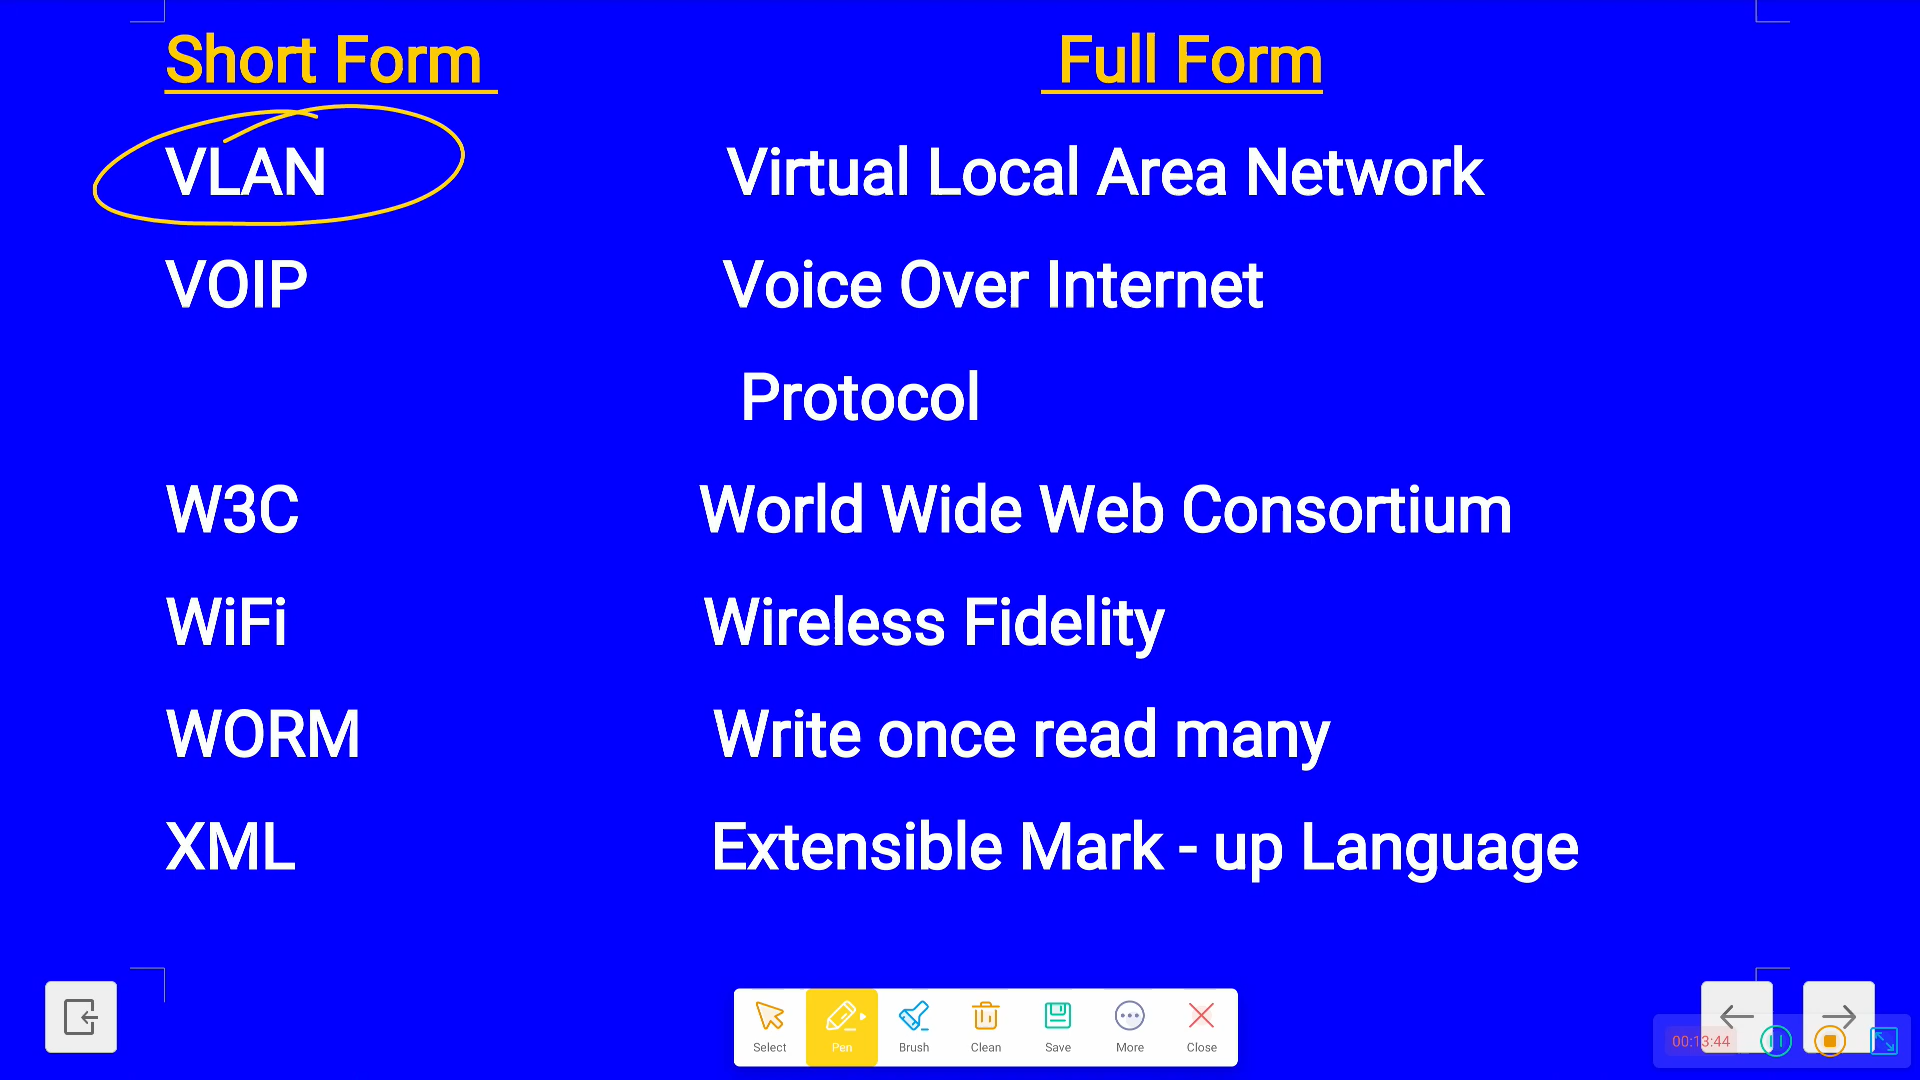 Short Form Full Form
VLAN Virtual Local Area Network
VOIP Voice Over Internet
Protocol
W3C World Wide Web Consortium
WiFi Wireless Fidelity
WORM Write once read many
XML Extensible Mark - up Language
Select Pen Brush Clean Save More Close
00:13:44